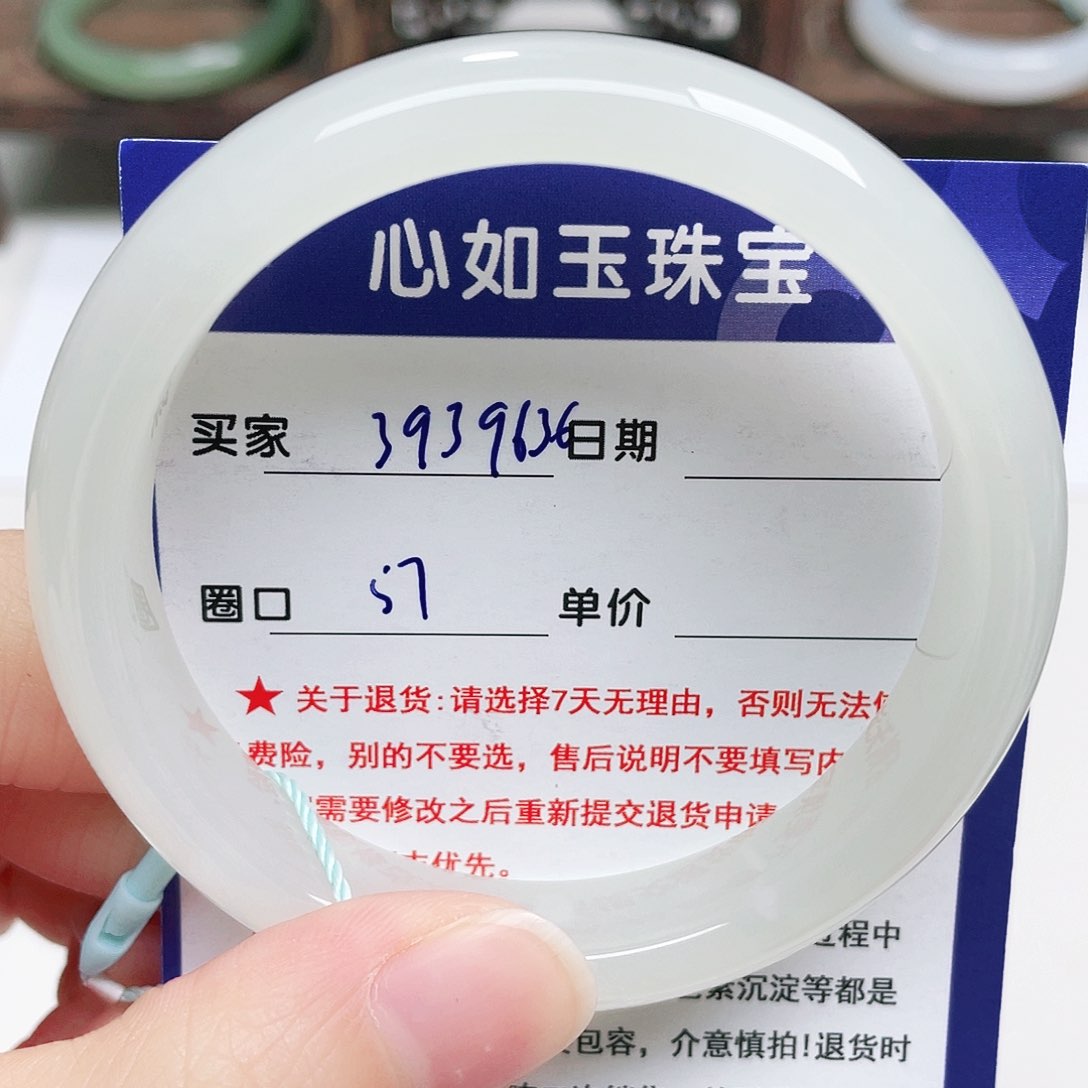 心如玉珠宝
买家 3939636 日期
圈口 57 单价
★关于退货:请选择7天无理由，否则无法
费险，别的不要选，售后说明不要填写内
需要修改之后重新提交退货申请
优先。
过程中
素沉淀等都是
包容，介意慎拍!退货时